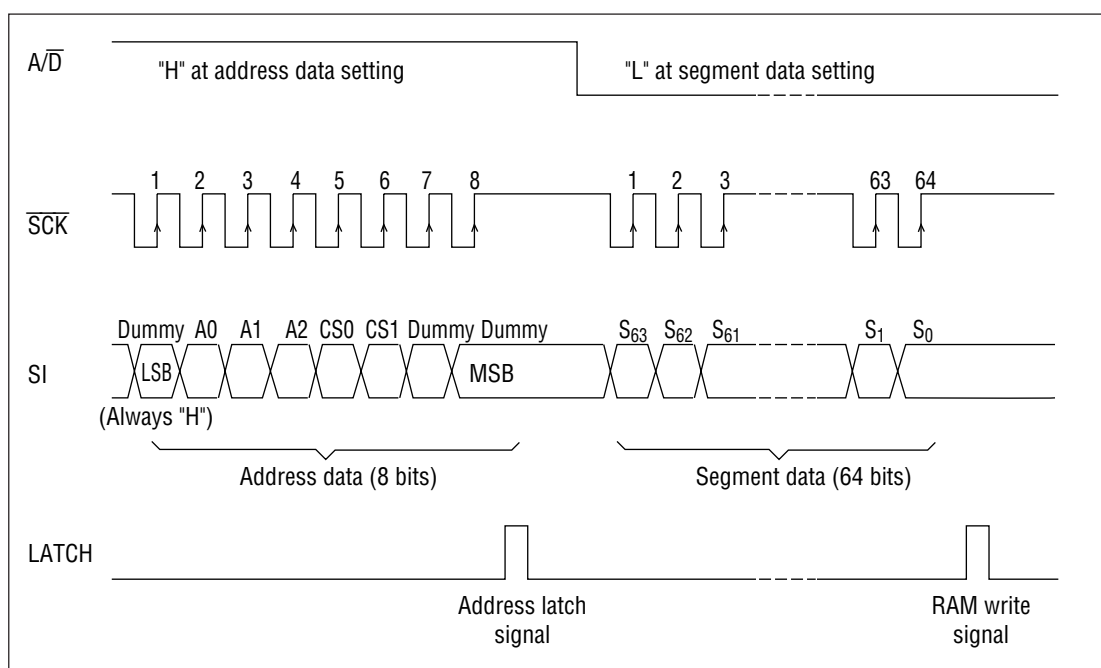 A/D̅
"H" at address data setting
"L" at segment data setting
S̅C̅K̅
1 2 3 4 5 6 7 8 1 2 3 63 64
SI
Dummy A0 A1 A2 CS0 CS1 Dummy Dummy S₆₃ S₆₂ S₆₁ S₁ S₀
LSB MSB
(Always "H")
Address data (8 bits)
Segment data (64 bits)
LATCH
Address latch
signal
RAM write
signal